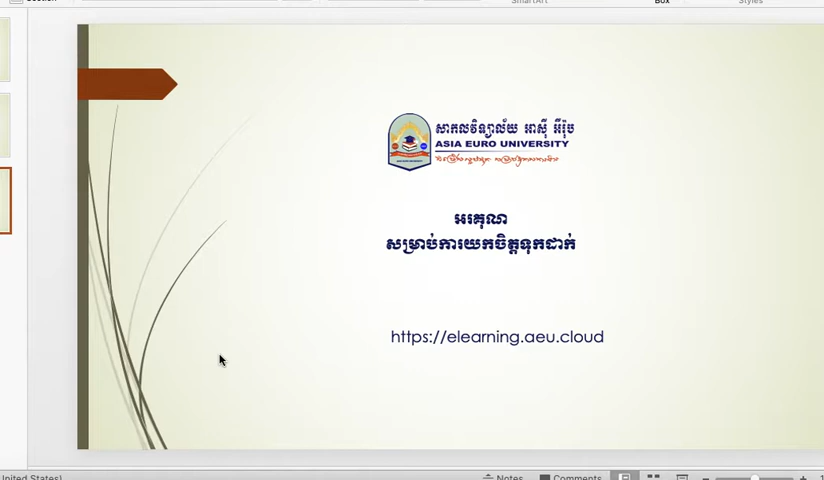 សាកលវិទ្យាល័យ អាស៊ី អឺរ៉ុប
ASIA EURO UNIVERSITY
អរគុណ
សម្រាប់ការយកចិត្តទុកដាក់
https://elearning.aeu.cloud
Notes
Comments